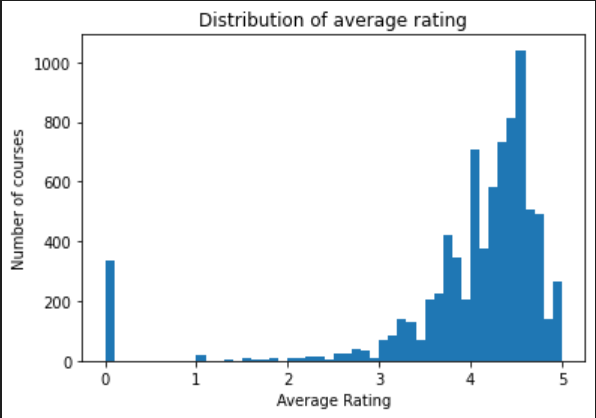 Distribution of average rating
Number of courses
1000
800
600
400
200
0
0 1 2 3 4 5
Average Rating